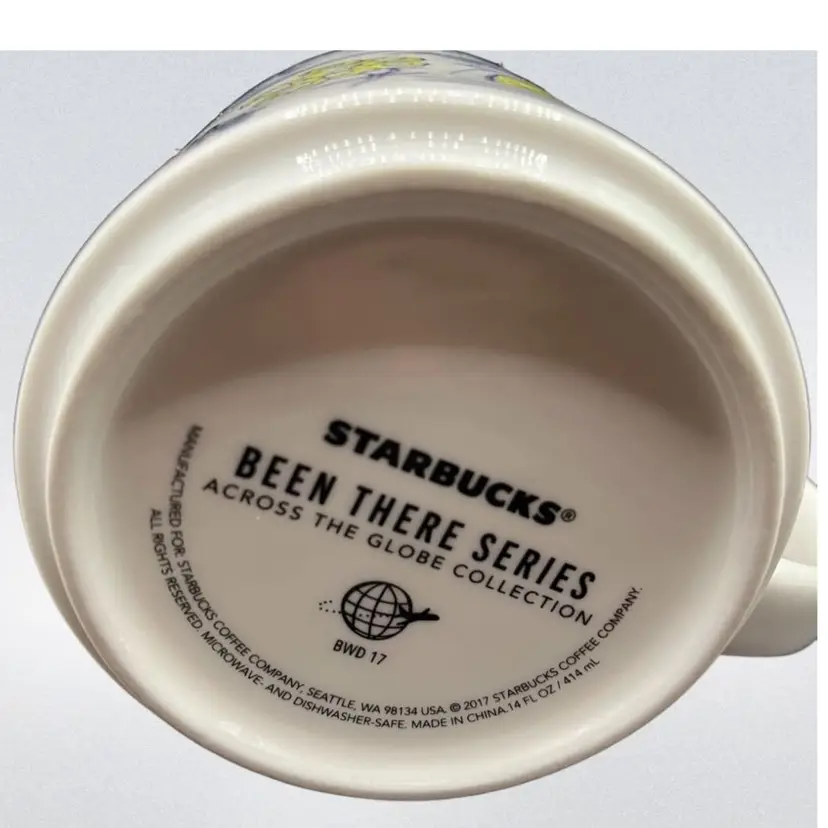 STARBUCKS®
BEEN THERE SERIES
ACROSS THE GLOBE COLLECTION
BWD 17
MANUFACTURED FOR: STARBUCKS COFFEE COMPANY, SEATTLE, WA 98134 USA. © 2017 STARBUCKS COFFEE COMPANY.
ALL RIGHTS RESERVED. MICROWAVE- AND DISHWASHER-SAFE. MADE IN CHINA.14 FL OZ / 414 mL